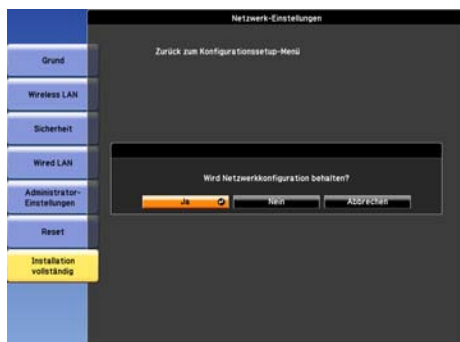 Netzwerk-Einstellungen
Zurück zum Konfigurationssetup-Menü
Grund
Wireless LAN
Sicherheit
Wired LAN
Administrator-
Einstellungen
Reset
Installation
vollständig
Wird Netzwerkkonfiguration behalten?
Ja Nein Abbrechen